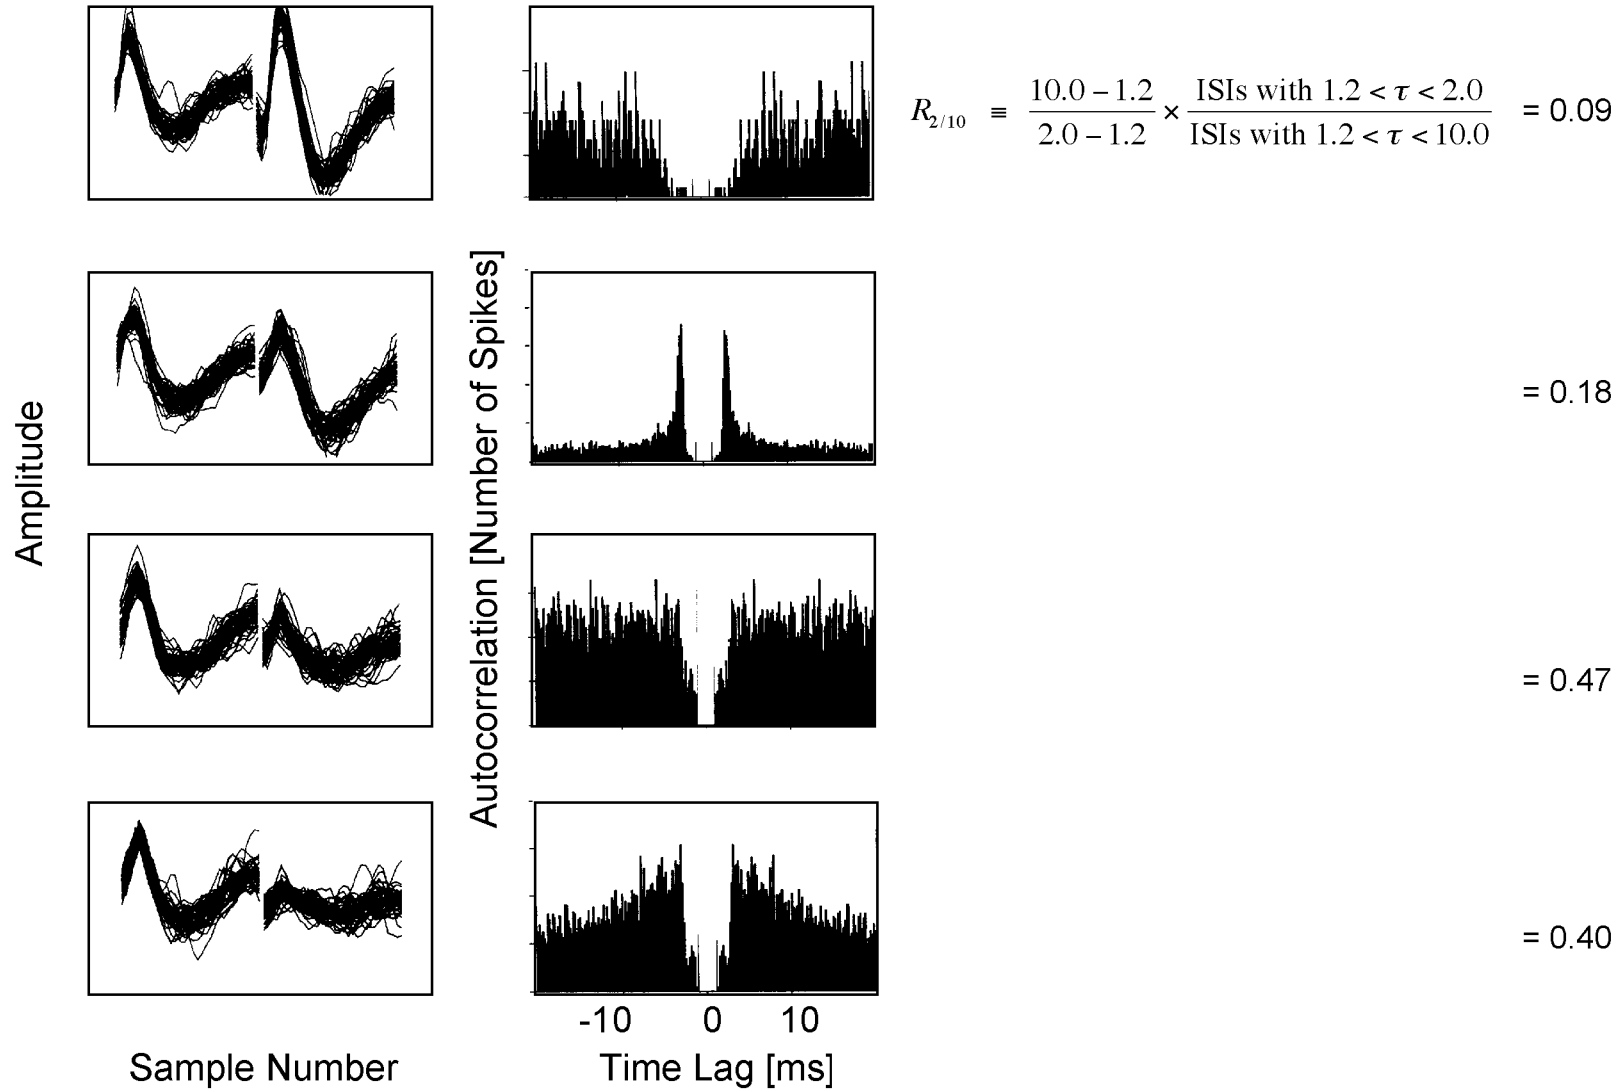 R2/10 ≡ 10.0 – 1.2 / 2.0 – 1.2 × ISIs with 1.2 < τ < 2.0 / ISIs with 1.2 < τ < 10.0 = 0.09
= 0.18
= 0.47
= 0.40
Amplitude
Autocorrelation [Number of Spikes]
-10 0 10
Sample Number
Time Lag [ms]